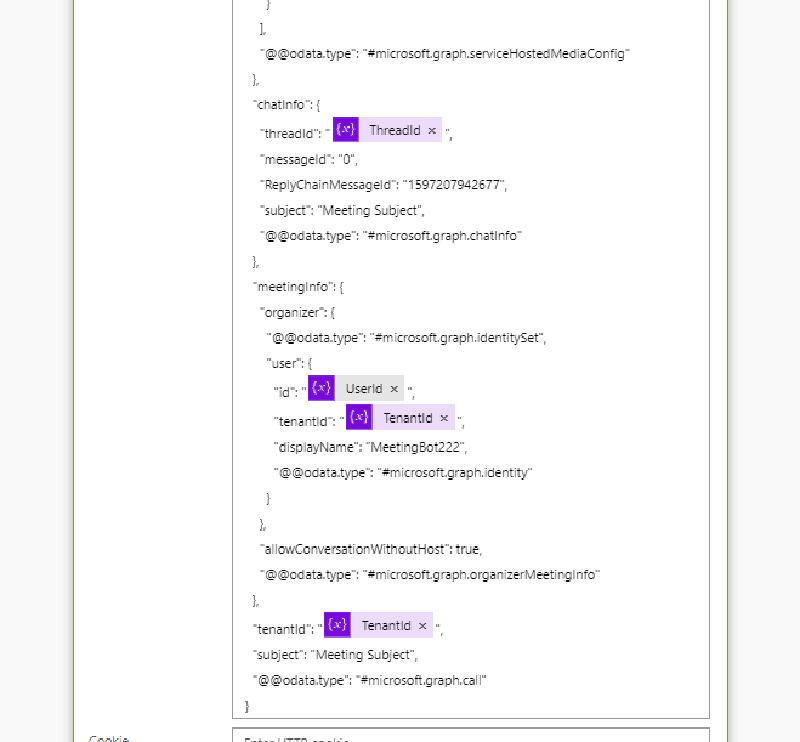 }
],
"@@odata.type": "#microsoft.graph.serviceHostedMediaConfig"
},
"chatInfo": {
"threadId": " {x} ThreadId × ",
"messageId": "0",
"ReplyChainMessageId": "1597207942677",
"subject": "Meeting Subject",
"@@odata.type": "#microsoft.graph.chatInfo"
},
"meetingInfo": {
"organizer": {
"@@odata.type": "#microsoft.graph.identitySet",
"user": {
"id": " {x} UserId × ",
"tenantId": " {x} TenantId × ",
"displayName": "MeetingBot222",
"@@odata.type": "#microsoft.graph.identity"
}
},
"allowConversationWithoutHost": true,
"@@odata.type": "#microsoft.graph.organizerMeetingInfo"
},
"tenantId": " {x} TenantId × ",
"subject": "Meeting Subject",
"@@odata.type": "#microsoft.graph.call"
}
Cookie Enter HTTP cookie